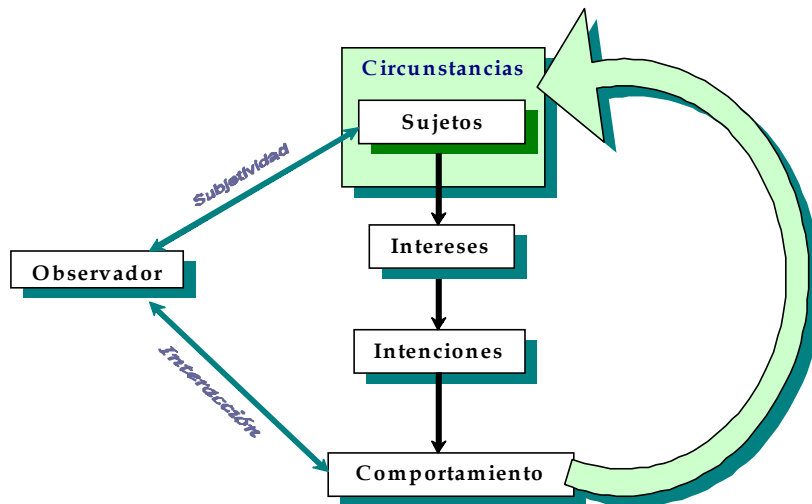 Circunstancias
Sujetos
Subjetividad
Intereses
Observador
Intenciones
Interacción
Comportamiento